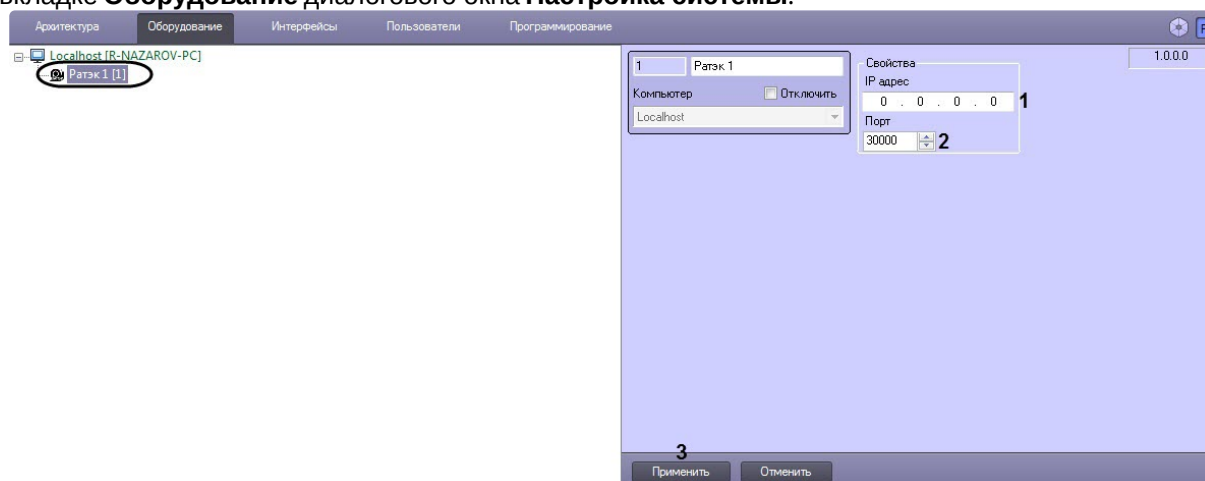 вкладке Оборудование диалогового окна Настройка системы.
Архитектура Оборудование Интерфейсы Пользователи Программирование
Localhost [R-NAZAROV-PC]
Ратэк 1 [1]
1 Ратэк 1
Компьютер Отключить
Localhost
Свойства
IP адрес
0 . 0 . 0 . 0 1
Порт
30000 2
1.0.0.0
3
Применить Отменить